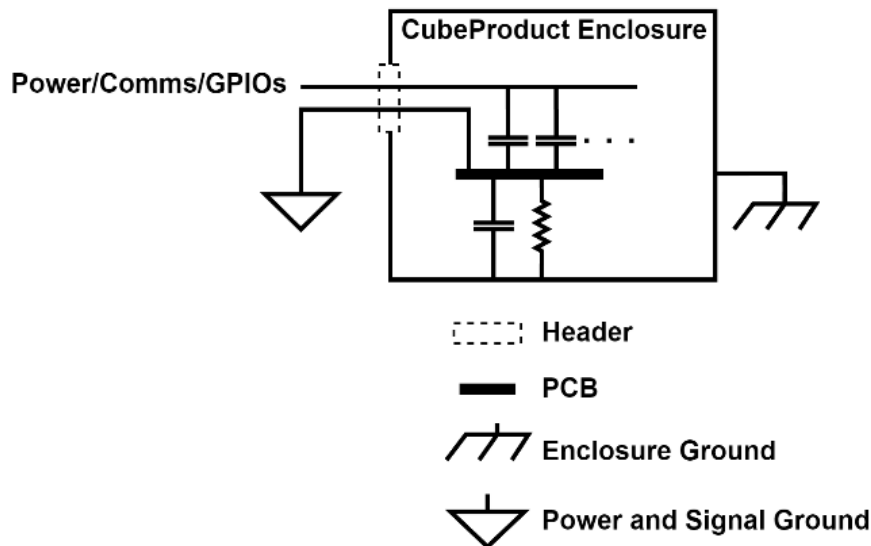 CubeProduct Enclosure
Power/Comms/GPIOs
. . .
Header
PCB
Enclosure Ground
Power and Signal Ground